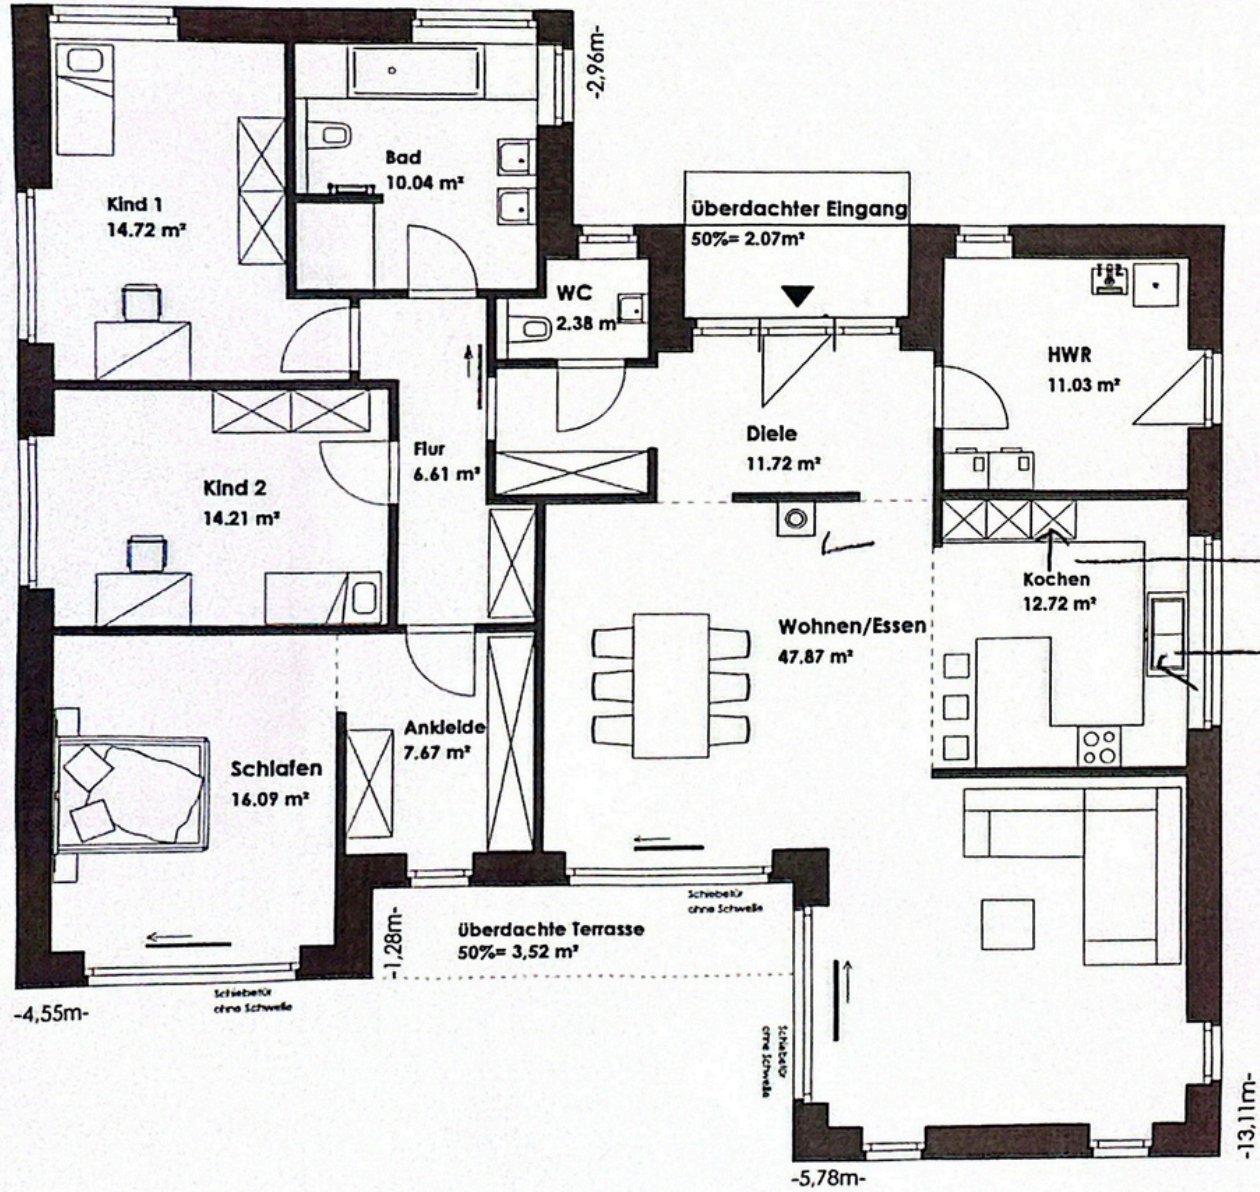 -2,96m-
Bad
10.04 m²
Kind 1
14.72 m²
überdachter Eingang
50%= 2.07m²
WC
2.38 m²
HWR
11.03 m²
Diele
11.72 m²
Flur
6.61 m²
Kind 2
14.21 m²
Kochen
12.72 m²
Wohnen/Essen
47.87 m²
Ankleide
7.67 m²
Schlafen
16.09 m²
Schiebetür
ohne Schwelle
überdachte Terrasse
50%= 3,52 m²
-1,28m-
Schiebetür
ohne Schwelle
-4,55m-
Schiebetür
ohne Schwelle
-13,11m-
-5,78m-